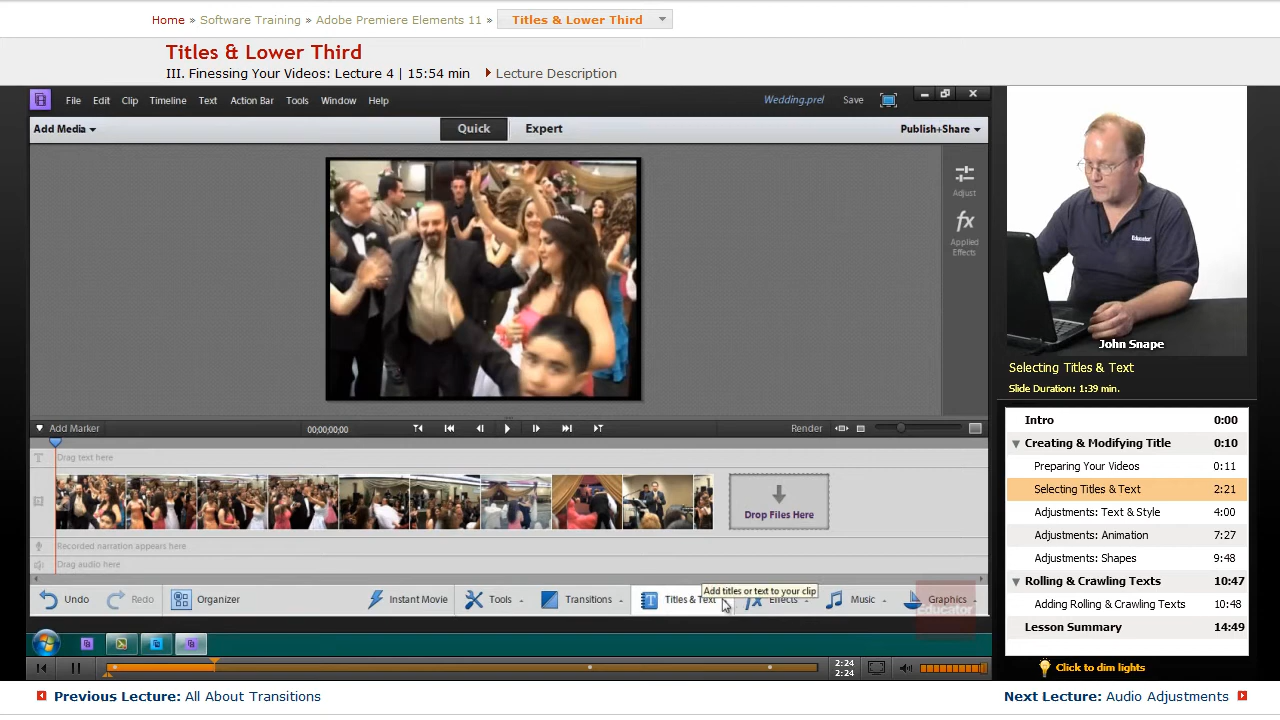 Home » Software Training » Adobe Premiere Elements 11 » Titles & Lower Third
Titles & Lower Third
III. Finessing Your Videos: Lecture 4 | 15:54 min Lecture Description
File Edit Clip Timeline Text Action Bar Tools Window Help Wedding.prel Save
Add Media Quick Expert Publish+Share
Adjust
fx
Applied
Effects
Educator
John Snape
Selecting Titles & Text
Slide Duration: 1:39 min.
Add Marker 00;00;00;00 Render
T Drag text here
Drop Files Here
Recorded narration appears here
Drag audio here
Add titles or text to your clip
Undo Redo Organizer Instant Movie Tools Transitions T Titles & Text fx Effects Music Graphics
Educator
Intro 0:00
Creating & Modifying Title 0:10
Preparing Your Videos 0:11
Selecting Titles & Text 2:21
Adjustments: Text & Style 4:00
Adjustments: Animation 7:27
Adjustments: Shapes 9:48
Rolling & Crawling Texts 10:47
Adding Rolling & Crawling Texts 10:48
Lesson Summary 14:49
2:24
2:24
Click to dim lights
Previous Lecture: All About Transitions
Next Lecture: Audio Adjustments